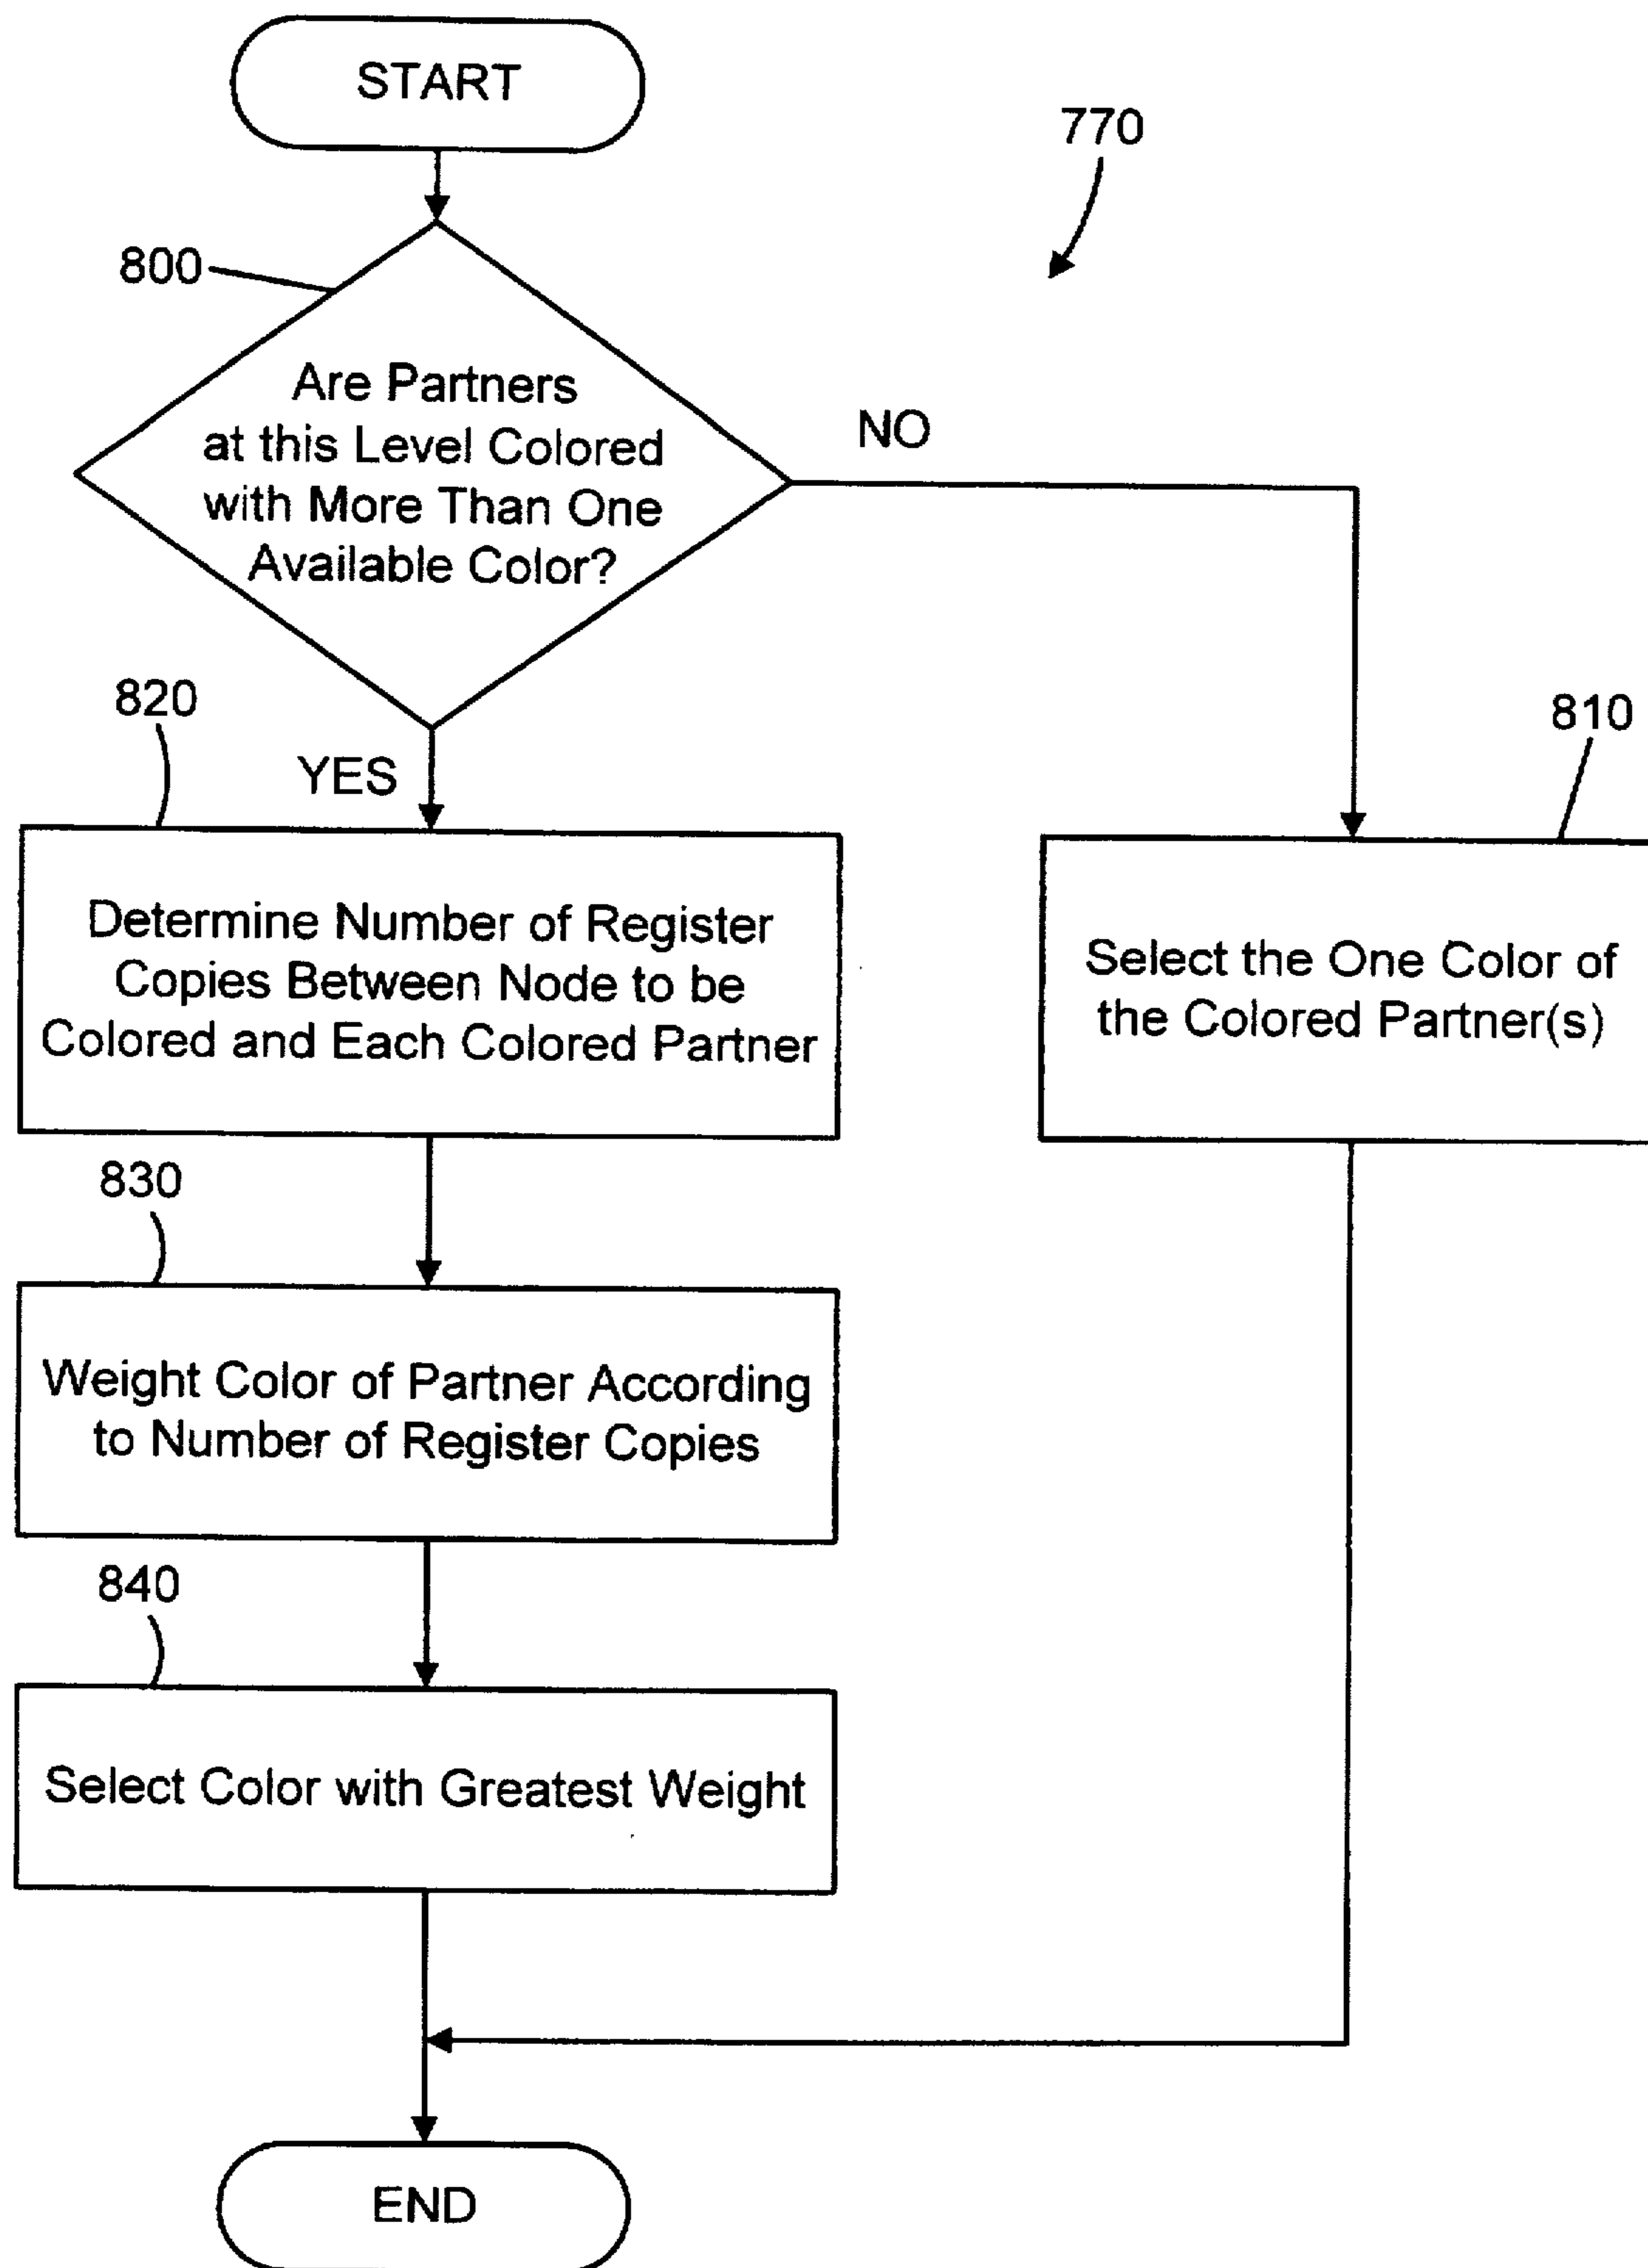 START
770
800
Are Partners
at this Level Colored
with More Than One
Available Color?
NO
YES
820
810
Determine Number of Register
Copies Between Node to be
Colored and Each Colored Partner
Select the One Color of
the Colored Partner(s)
830
Weight Color of Partner According
to Number of Register Copies
840
Select Color with Greatest Weight
END